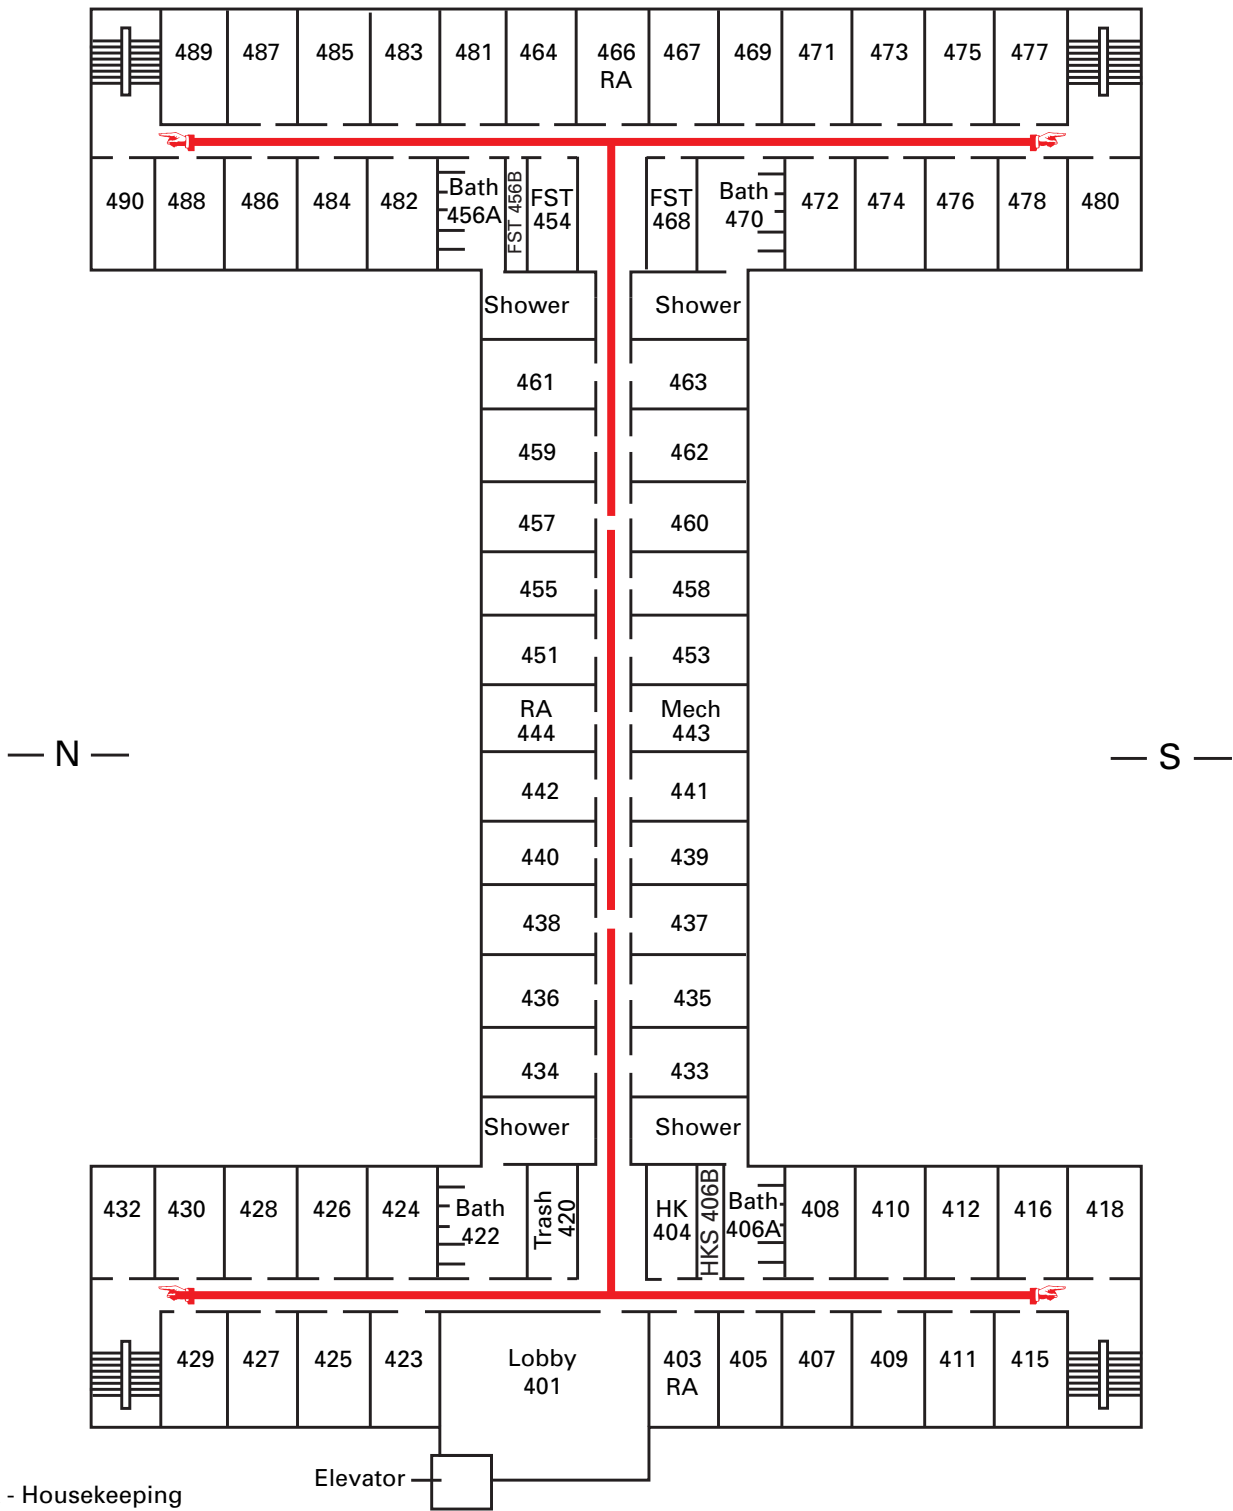 489 487 485 483 481 464 466 467 469 471 473 475 477
RA
490 488 486 484 482 Bath 456A FST 456B FST 454 FST 468 Bath 470 472 474 476 478 480
Shower Shower
461 463
459 462
457 460
455 458
451 453
RA 444 Mech 443
442 441
440 439
438 437
436 435
434 433
Shower Shower
432 430 428 426 424 Bath 422 Trash 420 HK 404 HKS 406B Bath 406A 408 410 412 416 418
429 427 425 423 Lobby 401 403 RA 405 407 409 411 415
Elevator
- Housekeeping
— N —
— S —